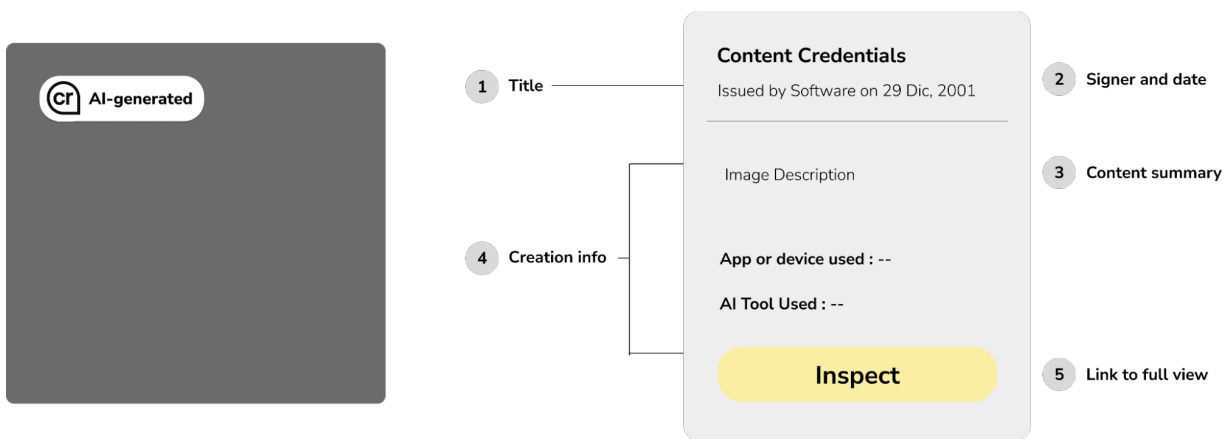 cr AI-generated
1 Title
4 Creation info
Content Credentials
Issued by Software on 29 Dic, 2001
Image Description
App or device used : --
AI Tool Used : --
Inspect
2 Signer and date
3 Content summary
5 Link to full view